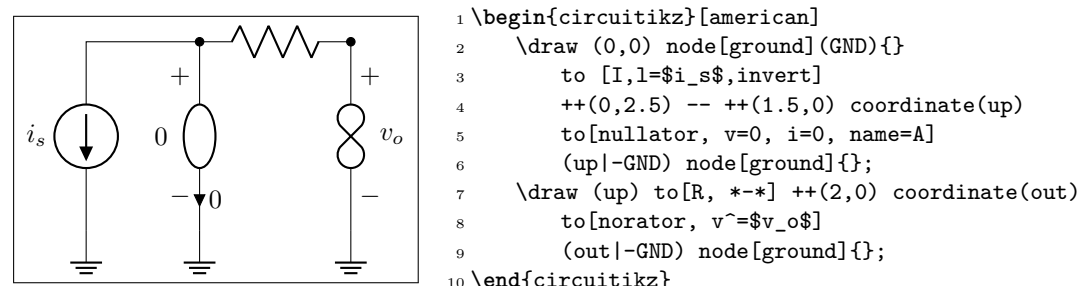 +
+
i_s
0
v_o
−
0
−
1 \begin{circuitikz}[american]
2 \draw (0,0) node[ground](GND){}
3 to [I,l=$i_s$,invert]
4 ++(0,2.5) -- ++(1.5,0) coordinate(up)
5 to[nullator, v=0, i=0, name=A]
6 (up|-GND) node[ground]{};
7 \draw (up) to[R, *-*] ++(2,0) coordinate(out)
8 to[norator, v^=$v_o$]
9 (out|-GND) node[ground]{};
10 \end{circuitikz}